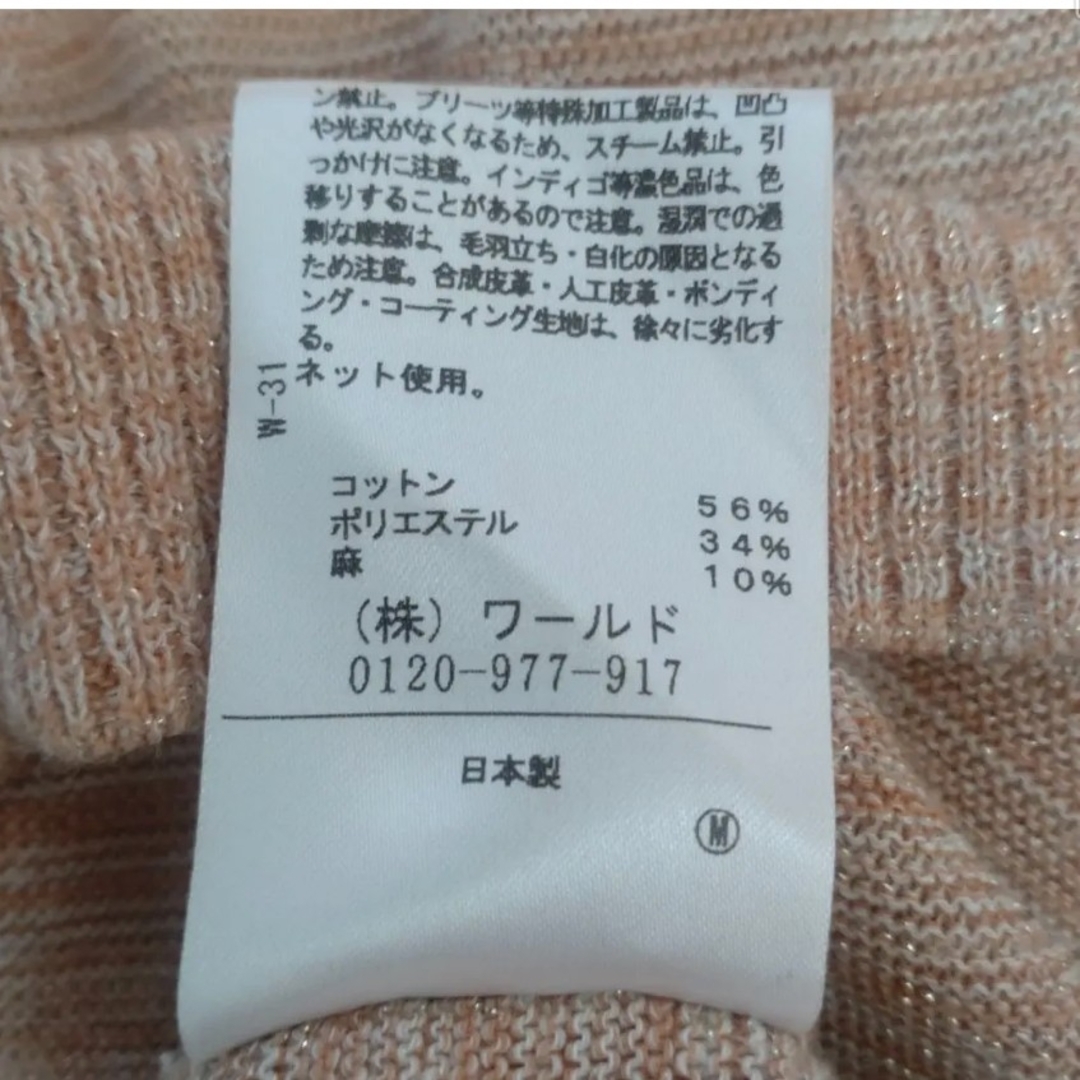 ン禁止。プリーツ等特殊加工製品は、凹凸
や光沢がなくなるため、スチーム禁止。引
っかけに注意。インディゴ等濃色品は、色
移りすることがあるので注意。湿潤での過
剰な摩擦は、毛羽立ち・白化の原因となる
ため注意。合成皮革・人工皮革・ボンディ
ング・コーティング生地は、徐々に劣化す
る。
ネット使用。
W-31
コットン 56%
ポリエステル 34%
麻 10%
(株) ワールド
0120-977-917
日本製
Ⓜ